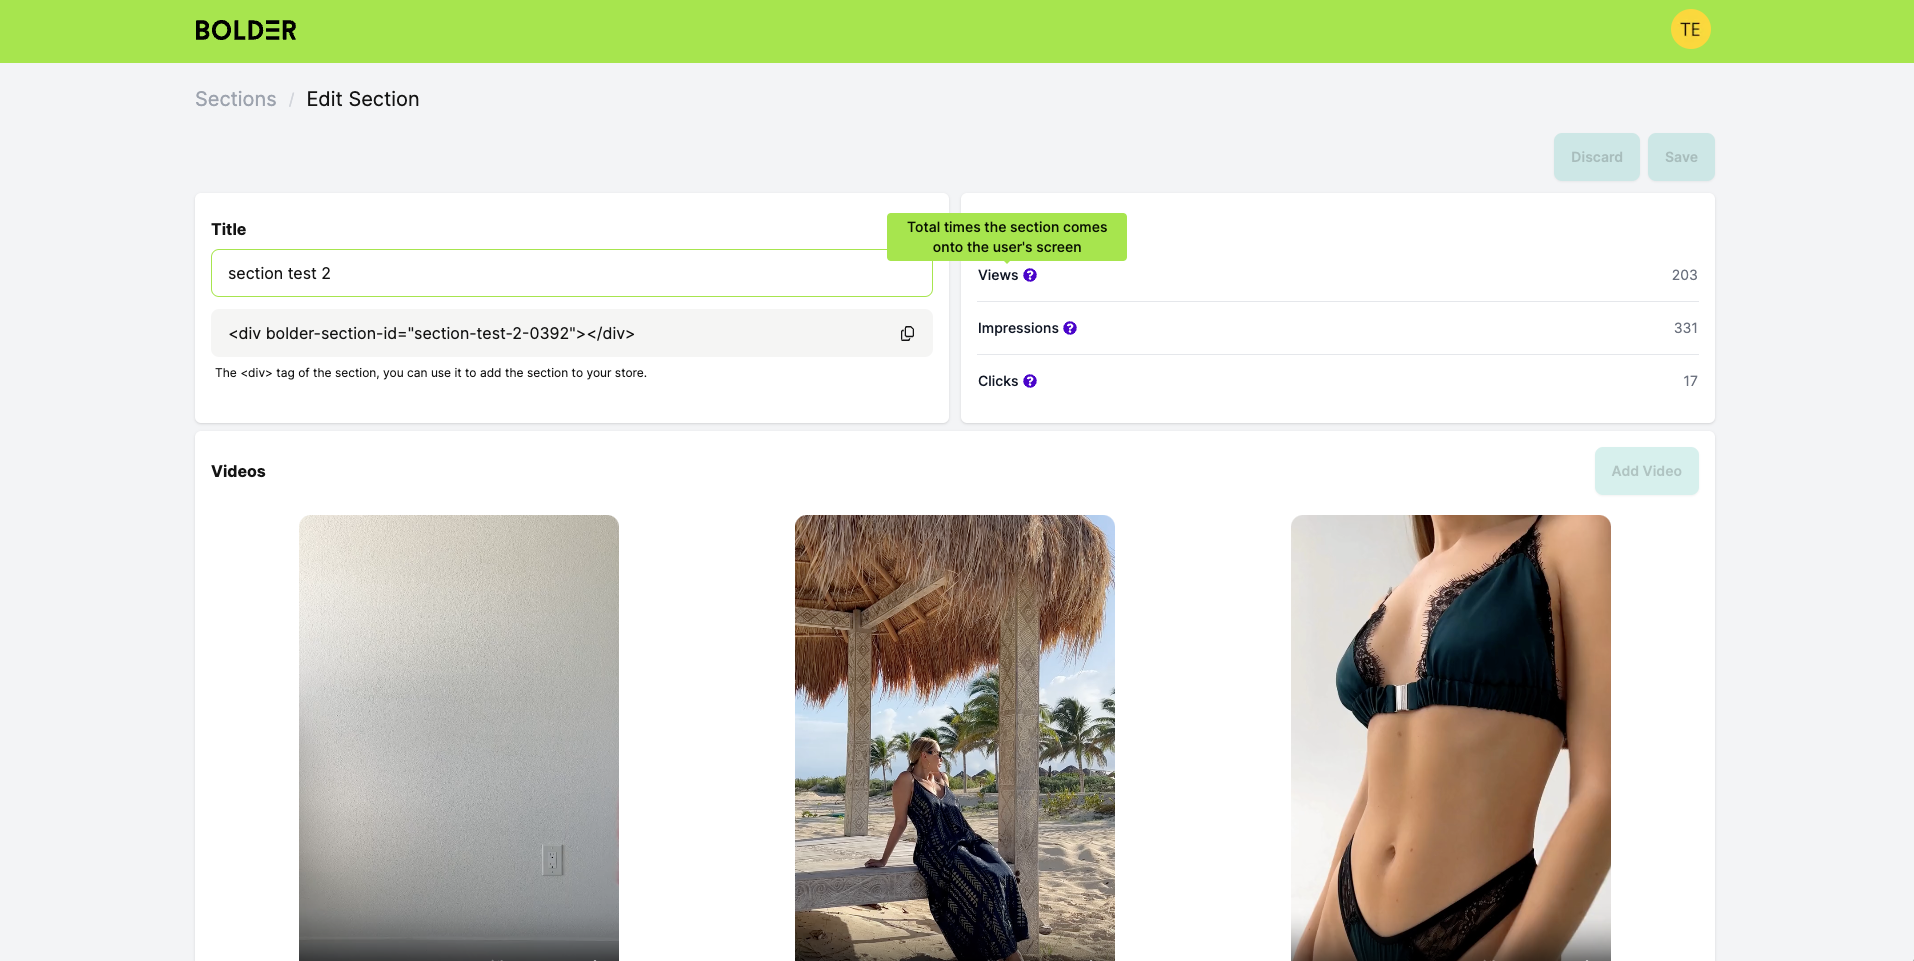 BOLDER
TE
Sections / Edit Section
Discard
Save
Title
section test 2
<div bolder-section-id="section-test-2-0392"></div>
The <div> tag of the section, you can use it to add the section to your store.
Total times the section comes
onto the user's screen
Views ?
203
Impressions ?
331
Clicks ?
17
Videos
Add Video